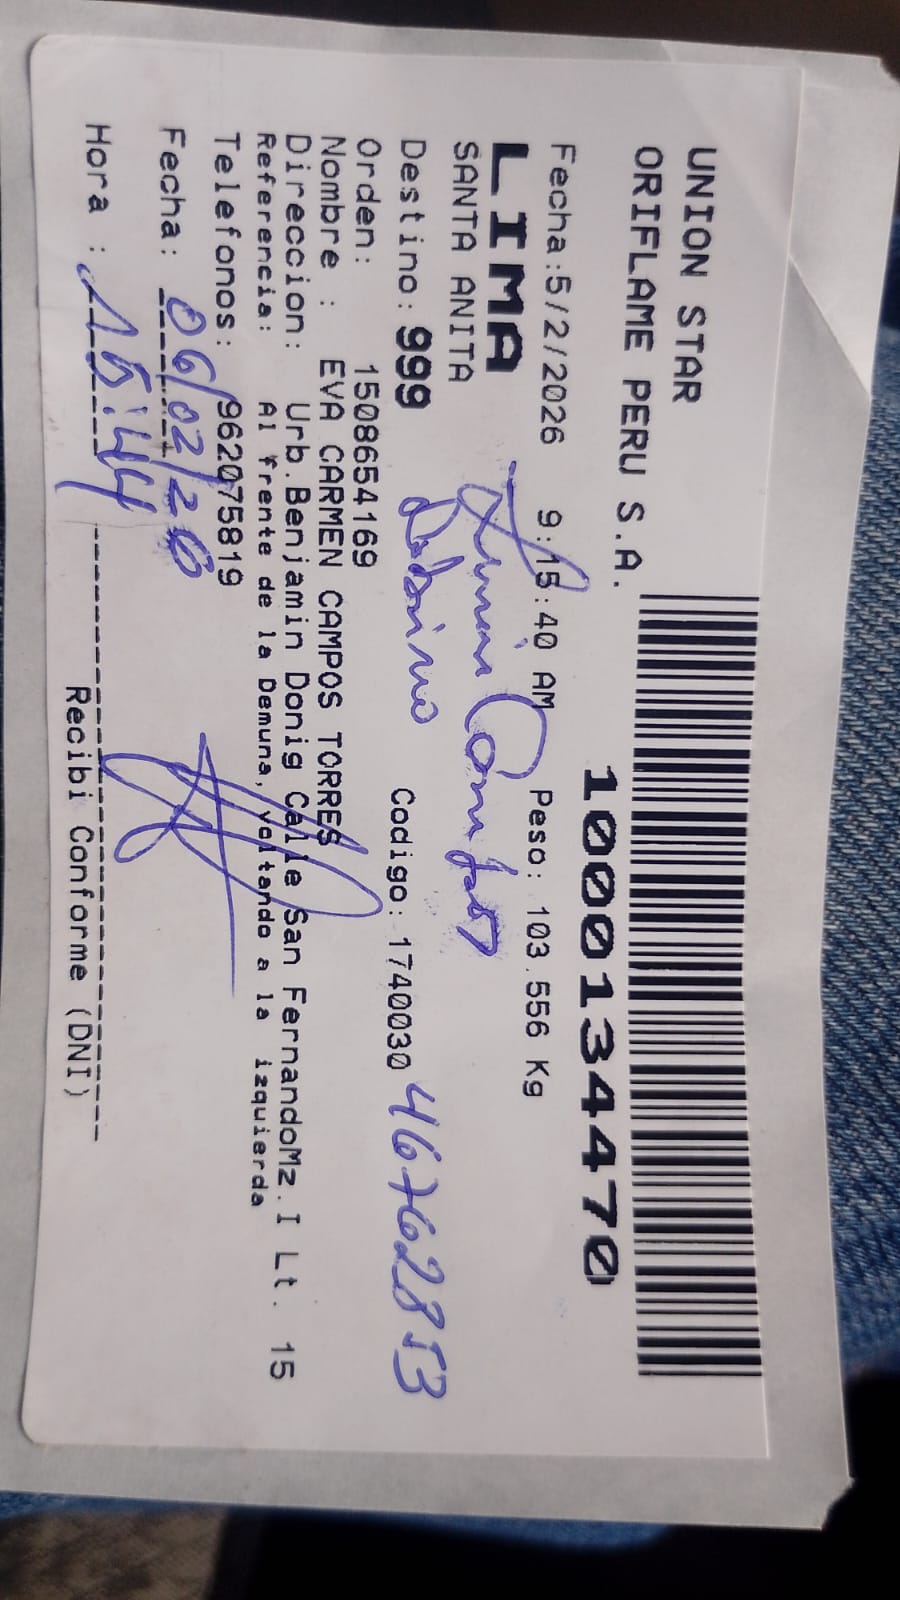 UNION STAR
ORIFLAME PERU S.A.
100013447​0
Fecha:5/2/2026 9:15:40 AM Peso: 103.556 Kg
LIMA
SANTA ANITA
Destino: 999 Codigo: 1740030 46762813
Orden: 1508654169
Nombre : EVA CARMEN CAMPOS TORRES
Direccion: Urb.Benjamin Donig Calle San FernandoMz.I Lt. 15
Referencia: Al frente de la Demuna, voltando a la izquierda
Telefonos: 962075819
Fecha: 06/02/26
Hora : 15:44
Recibi Conforme (DNI)